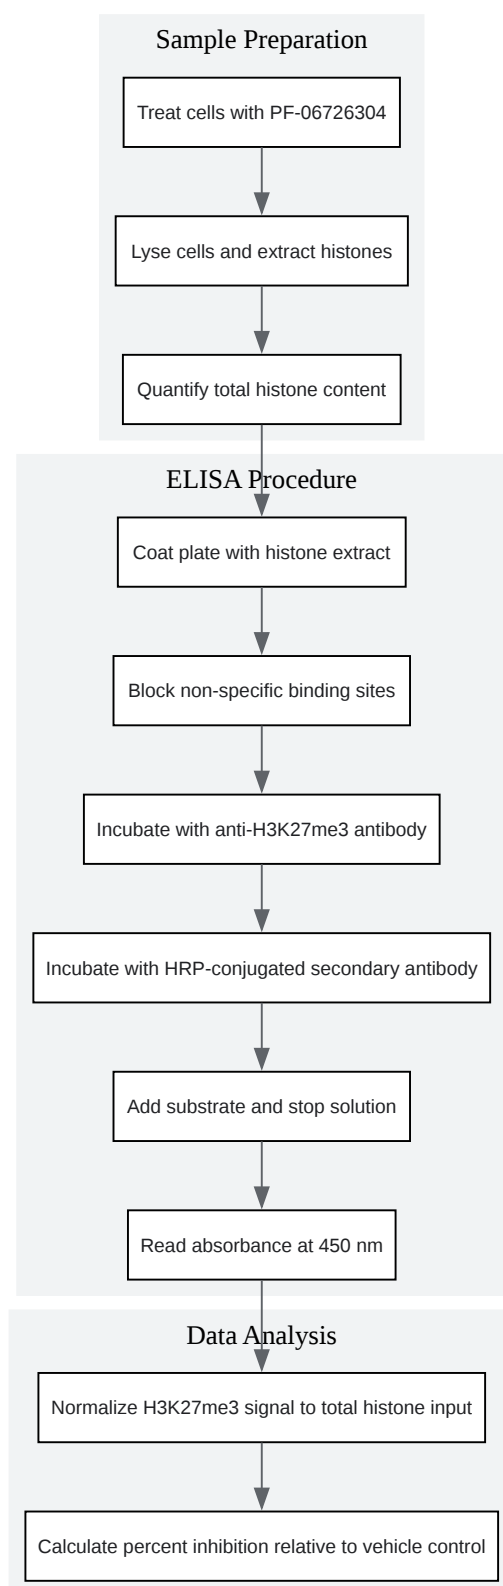 Sample Preparation
Treat cells with PF-06726304
Lyse cells and extract histones
Quantify total histone content
ELISA Procedure
Coat plate with histone extract
Block non-specific binding sites
Incubate with anti-H3K27me3 antibody
Incubate with HRP-conjugated secondary antibody
Add substrate and stop solution
Read absorbance at 450 nm
Data Analysis
Normalize H3K27me3 signal to total histone input
Calculate percent inhibition relative to vehicle control